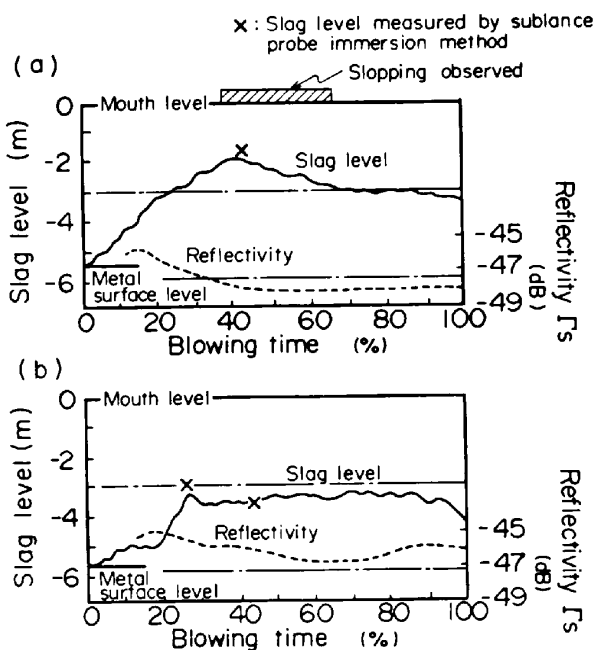 ×: Slag level measured by sublance
probe immersion method
(a)
Slopping observed
0
Mouth level
-2
Slag level
-4
Reflectivity
-45
-47
-49
Metal
surface level
-6
Slag level (m)
Reflectivity Γs
(dB)
0 20 40 60 80 100
Blowing time (%)
(b)
0
Mouth level
-2
Slag level
-4
Reflectivity
-45
-47
-49
Metal
surface level
-6
Slag level (m)
Reflectivity Γs
(dB)
0 20 40 60 80 100
Blowing time (%)